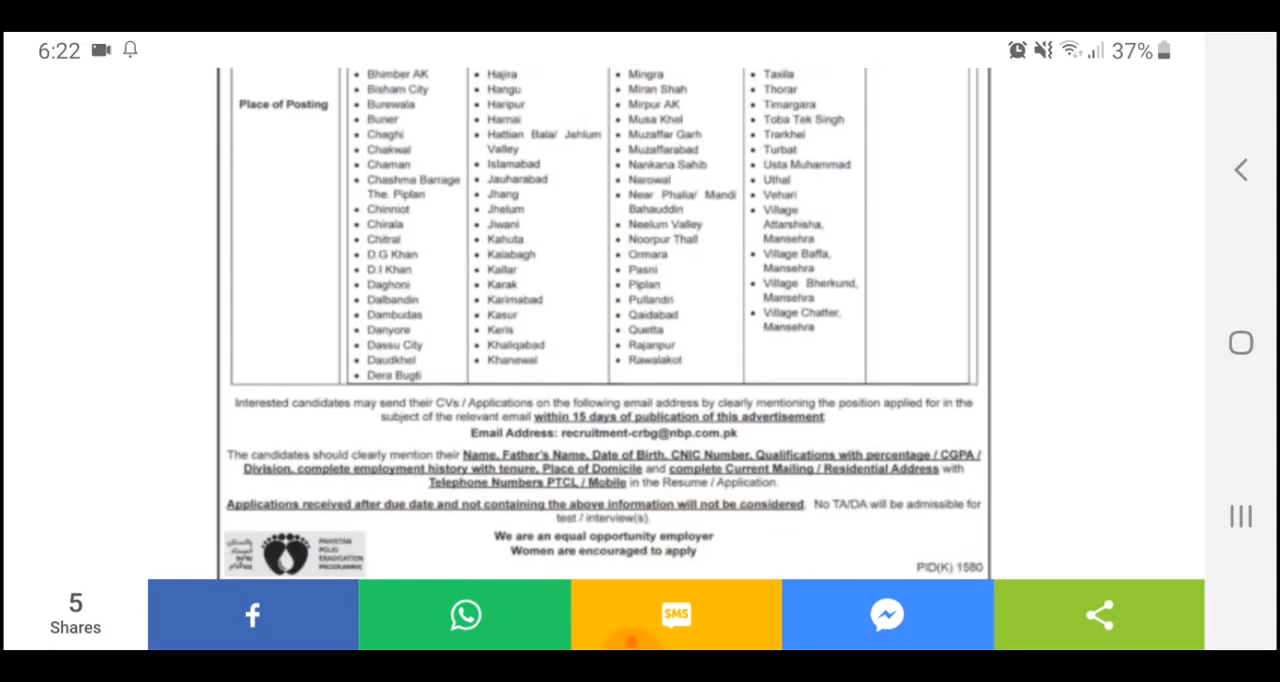 6:22
37%
Place of Posting
Bhimber AK
Bisham City
Burewala
Buner
Chaghi
Chakwal
Chaman
Chashma Barrage
The. Piplan
Chinniot
Chirala
Chitral
D.G Khan
D.I Khan
Daghoni
Dalbandin
Dambudas
Danyore
Dassu City
Daudkhel
Dera Bugti
Hajira
Hangu
Haripur
Harnai
Hattian Bala/ Jehlum
Valley
Islamabad
Jauharabad
Jhang
Jhelum
Jiwani
Kahuta
Kalabagh
Kallar
Karak
Karimabad
Kasur
Keris
Khaliqabad
Khanewal
Mingra
Miran Shah
Mirpur AK
Musa Khel
Muzaffar Garh
Muzaffarabad
Nankana Sahib
Narowal
Near Phalia/ Mandi
Bahauddin
Neelum Valley
Noorpur Thall
Ormara
Pasni
Piplan
Pullandri
Qaidabad
Quetta
Rajanpur
Rawalakot
Taxila
Thorar
Timargara
Toba Tek Singh
Trarkhel
Turbat
Usta Muhammad
Uthal
Vehari
Village
Attarshisha,
Mansehra
Village Baffa,
Mansehra
Village Bherkund,
Mansehra
Village Chatter,
Mansehra
Interested candidates may send their CVs / Applications on the following email address by clearly mentioning the position applied for in the
subject of the relevant email within 15 days of publication of this advertisement
Email Address: recruitment-crbg@nbp.com.pk
The candidates should clearly mention their Name, Father's Name, Date of Birth, CNIC Number, Qualifications with percentage / CGPA /
Division, complete employment history with tenure, Place of Domicile and complete Current Mailing / Residential Address with
Telephone Numbers PTCL / Mobile in the Resume / Application.
Applications received after due date and not containing the above information will not be considered. No TA/DA will be admissible for
test / interview(s).
We are an equal opportunity employer
Women are encouraged to apply
PAKISTAN
POLIO
ERADICATION
PROGRAMME
PID(K) 1580
5
Shares
SMS